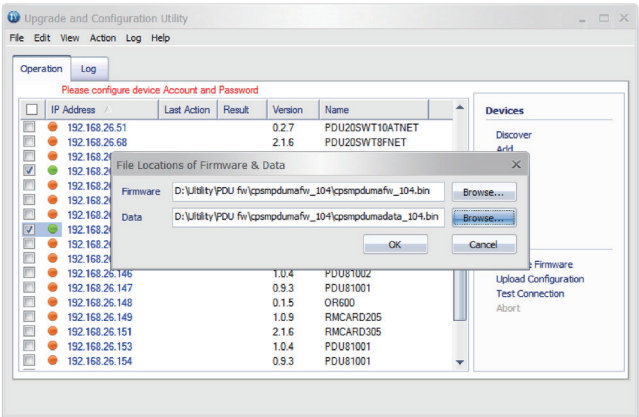 Upgrade and Configuration Utility
File Edit View Action Log Help
Operation Log
Please configure device Account and Password
IP Address Last Action Result Version Name
192.168.26.51 0.2.7 PDU20SWT10ATNET
192.168.26.68 2.1.6 PDU20SWT8FNET
File Locations of Firmware & Data
Firmware D:\Ultility\PDU fw\cpsmpdumafw_104\cpsmpdumafw_104.bin Browse...
Data D:\Ultility\PDU fw\cpsmpdumafw_104\cpsmpdumadata_104.bin Browse...
OK Cancel
192.168.26.146 1.0.4 PDU81002
192.168.26.147 0.9.3 PDU81001
192.168.26.148 0.1.5 OR600
192.168.26.149 1.0.9 RMCARD205
192.168.26.151 2.1.6 RMCARD305
192.168.26.153 1.0.4 PDU81001
192.168.26.154 0.9.3 PDU81001
Devices
Discover
Add
Firmware
Upload Configuration
Test Connection
Abort